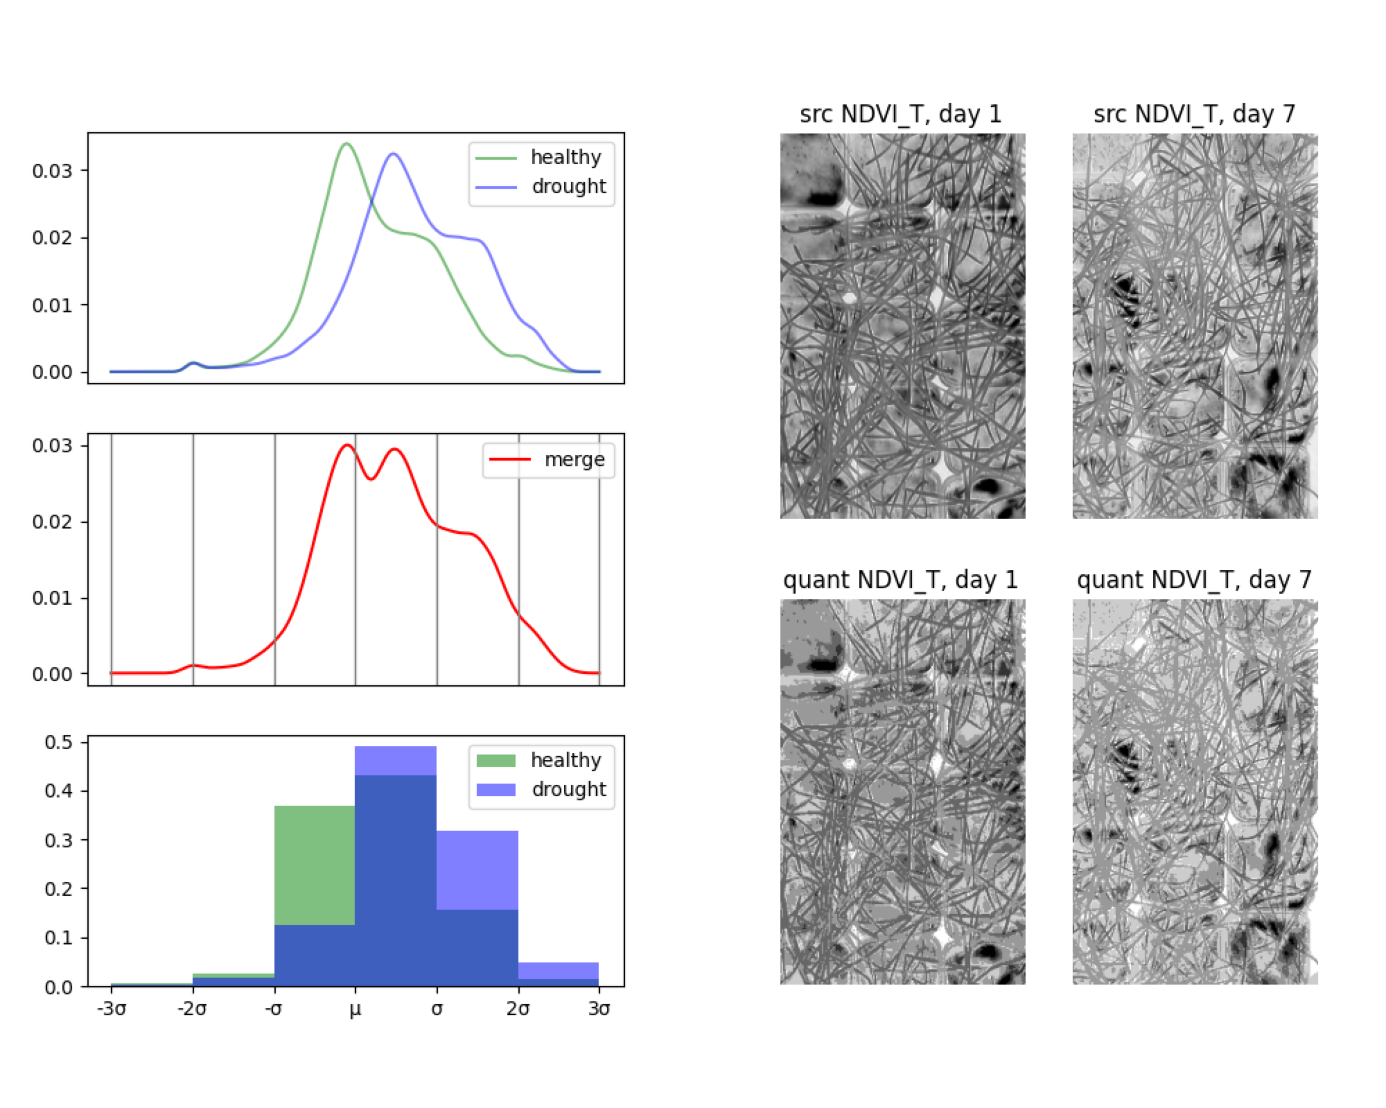 0.03
0.02
0.01
0.00
healthy
drought
0.03
0.02
0.01
0.00
merge
0.5
0.4
0.3
0.2
0.1
0.0
healthy
drought
-3σ -2σ -σ μ σ 2σ 3σ
src NDVI_T, day 1
src NDVI_T, day 7
quant NDVI_T, day 1
quant NDVI_T, day 7